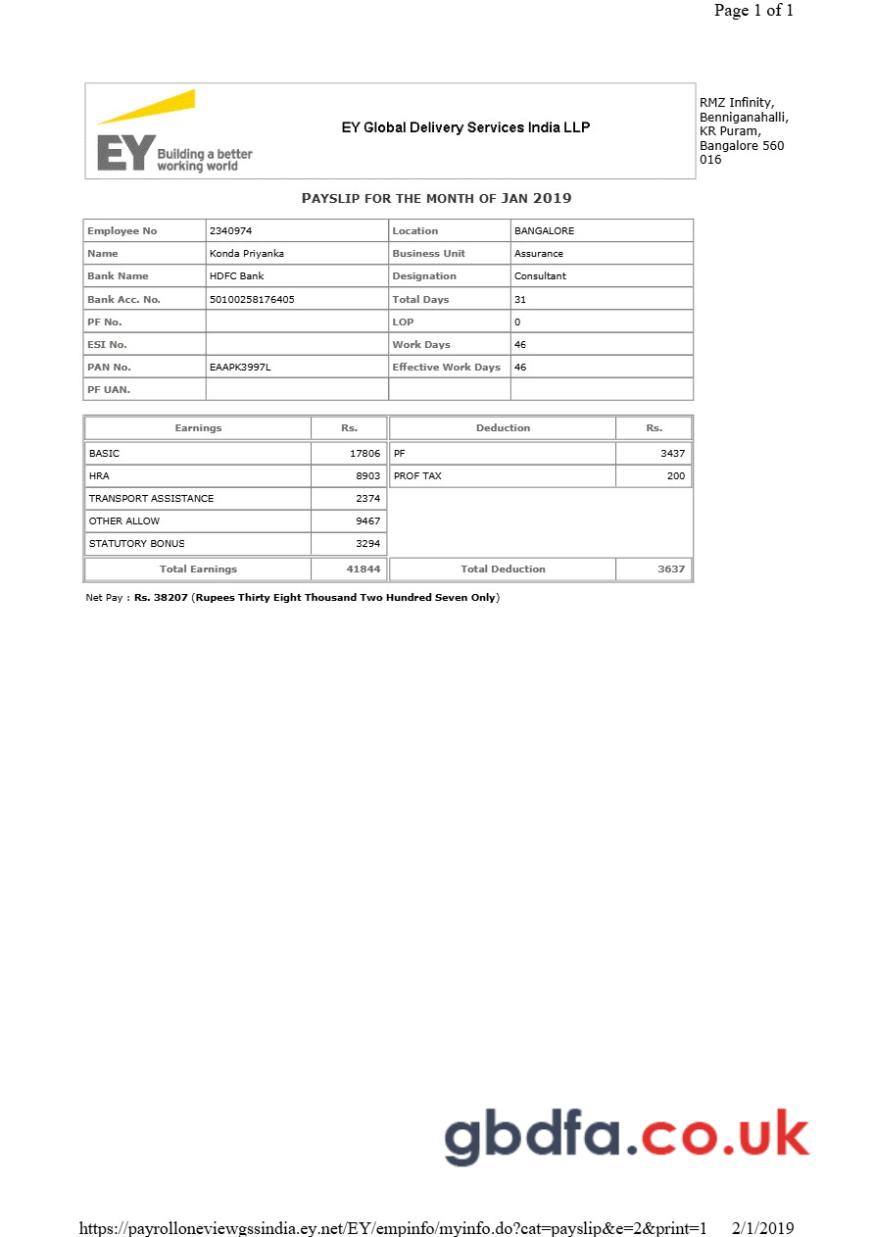 Page 1 of 1
EY Building a better working world
EY Global Delivery Services India LLP
RMZ Infinity,
Benniganahalli,
KR Puram,
Bangalore 560
016
PAYSLIP FOR THE MONTH OF JAN 2019
Employee No 2340974 Location BANGALORE
Name Konda Priyanka Business Unit Assurance
Bank Name HDFC Bank Designation Consultant
Bank Acc. No. 50100258176405 Total Days 31
PF No. LOP 0
ESI No. Work Days 46
PAN No. EAAPK3997L Effective Work Days 46
PF UAN.
Earnings Rs. Deduction Rs.
BASIC 17806 PF 3437
HRA 8903 PROF TAX 200
TRANSPORT ASSISTANCE 2374
OTHER ALLOW 9467
STATUTORY BONUS 3294
Total Earnings 41844 Total Deduction 3637
Net Pay : Rs. 38207 (Rupees Thirty Eight Thousand Two Hundred Seven Only)
gbdfa.co.uk
https://payrolloneviewgssindia.ey.net/EY/empinfo/myinfo.do?cat=payslip&e=2&print=1 2/1/2019